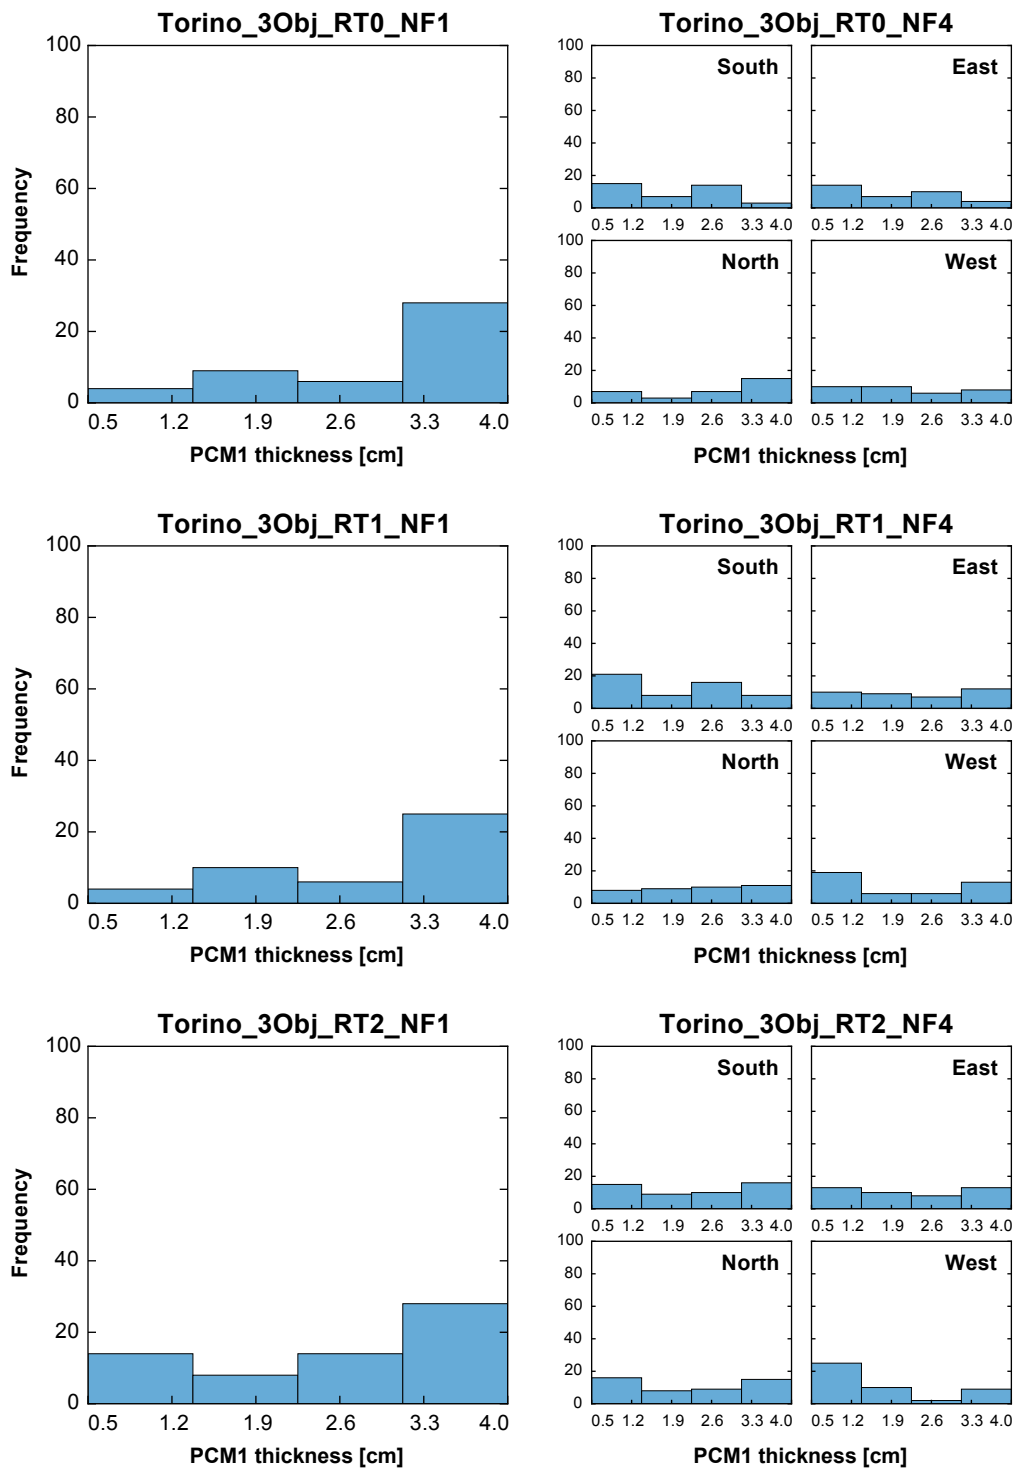 Torino_3Obj_RT0_NF1
100
80
60
40
20
0
Frequency
0.5 1.2 1.9 2.6 3.3 4.0
PCM1 thickness [cm]
Torino_3Obj_RT0_NF4
South
100
80
60
40
20
0
0.5 1.2 1.9 2.6 3.3 4.0
East
0.5 1.2 1.9 2.6 3.3 4.0
North
100
80
60
40
20
0
0.5 1.2 1.9 2.6 3.3 4.0
West
0.5 1.2 1.9 2.6 3.3 4.0
PCM1 thickness [cm]
Torino_3Obj_RT1_NF1
100
80
60
40
20
0
Frequency
0.5 1.2 1.9 2.6 3.3 4.0
PCM1 thickness [cm]
Torino_3Obj_RT1_NF4
South
100
80
60
40
20
0
0.5 1.2 1.9 2.6 3.3 4.0
East
0.5 1.2 1.9 2.6 3.3 4.0
North
100
80
60
40
20
0
0.5 1.2 1.9 2.6 3.3 4.0
West
0.5 1.2 1.9 2.6 3.3 4.0
PCM1 thickness [cm]
Torino_3Obj_RT2_NF1
100
80
60
40
20
0
Frequency
0.5 1.2 1.9 2.6 3.3 4.0
PCM1 thickness [cm]
Torino_3Obj_RT2_NF4
South
100
80
60
40
20
0
0.5 1.2 1.9 2.6 3.3 4.0
East
0.5 1.2 1.9 2.6 3.3 4.0
North
100
80
60
40
20
0
0.5 1.2 1.9 2.6 3.3 4.0
West
0.5 1.2 1.9 2.6 3.3 4.0
PCM1 thickness [cm]